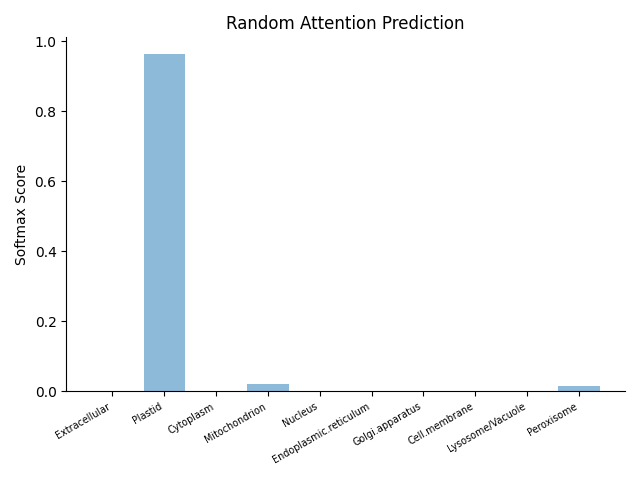 Random Attention Prediction
1.0
0.8
0.6
0.4
0.2
0.0
Softmax Score
Extracellular
Plastid
Cytoplasm
Mitochondrion
Nucleus
Endoplasmic.reticulum
Golgi.apparatus
Cell.membrane
Lysosome/Vacuole
Peroxisome